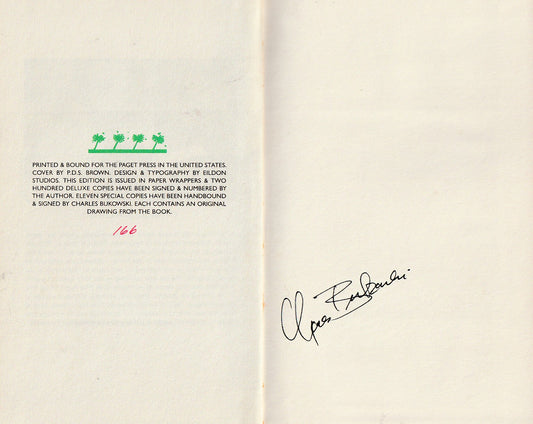 PRINTED & BOUND FOR THE PAGET PRESS IN THE UNITED STATES.
COVER BY P.D.S. BROWN. DESIGN & TYPOGRAPHY BY EILDON
STUDIOS. THIS EDITION IS ISSUED IN PAPER WRAPPERS & TWO
HUNDRED DELUXE COPIES HAVE BEEN SIGNED & NUMBERED BY
THE AUTHOR. ELEVEN SPECIAL COPIES HAVE BEEN HANDBOUND
& SIGNED BY CHARLES BUKOWSKI. EACH CONTAINS AN ORIGINAL
DRAWING FROM THE BOOK.
166
Charles Bukowski